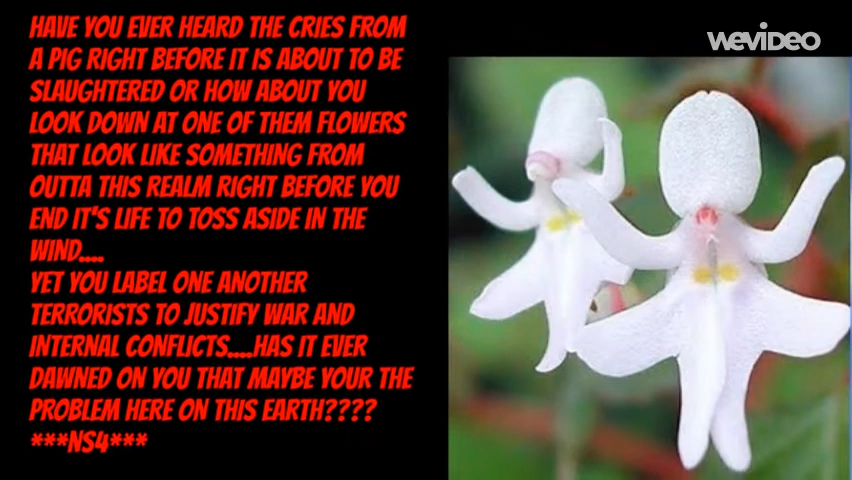 HAVE YOU EVER HEARD THE CRIES FROM
A PIG RIGHT BEFORE IT IS ABOUT TO BE
SLAUGHTERED OR HOW ABOUT YOU
LOOK DOWN AT ONE OF THEM FLOWERS
THAT LOOK LIKE SOMETHING FROM
OUTTA THIS REALM RIGHT BEFORE YOU
END IT'S LIFE TO TOSS ASIDE IN THE
WIND....
YET YOU LABEL ONE ANOTHER
TERRORISTS TO JUSTIFY WAR AND
INTERNAL CONFLICTS....HAS IT EVER
DAWNED ON YOU THAT MAYBE YOUR THE
PROBLEM HERE ON THIS EARTH????
***NS4***
WEVIDEO